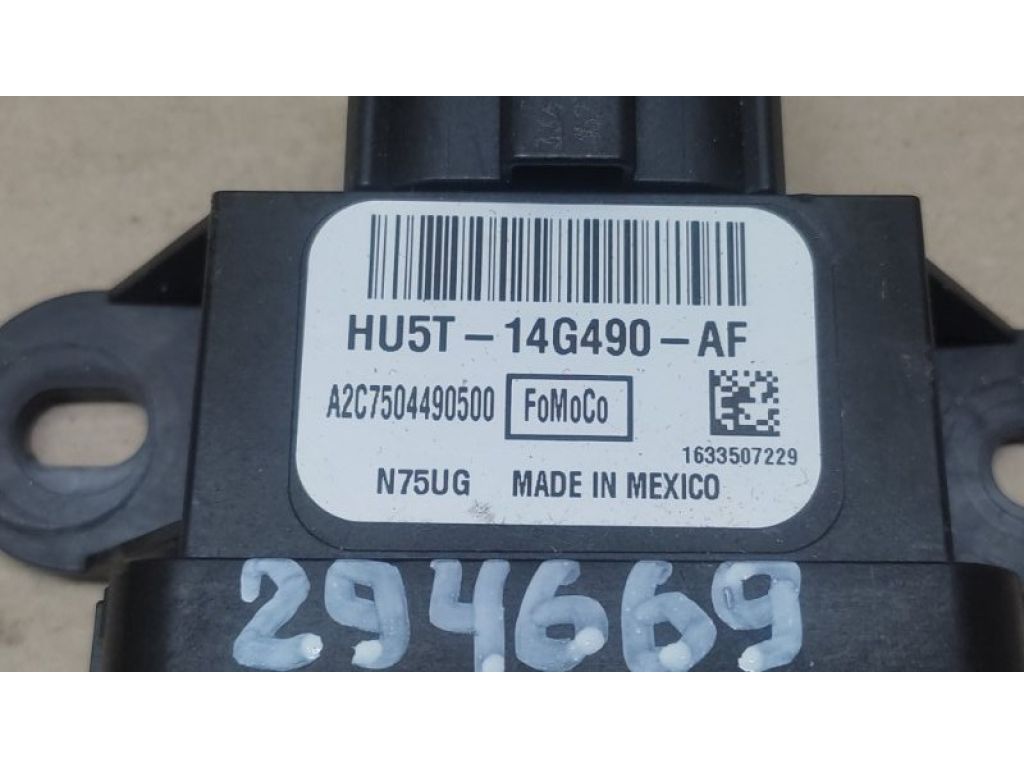 HU5T-14G490-AF
A2C7504490500 FoMoCo
1633507229
N75UG MADE IN MEXICO
294669